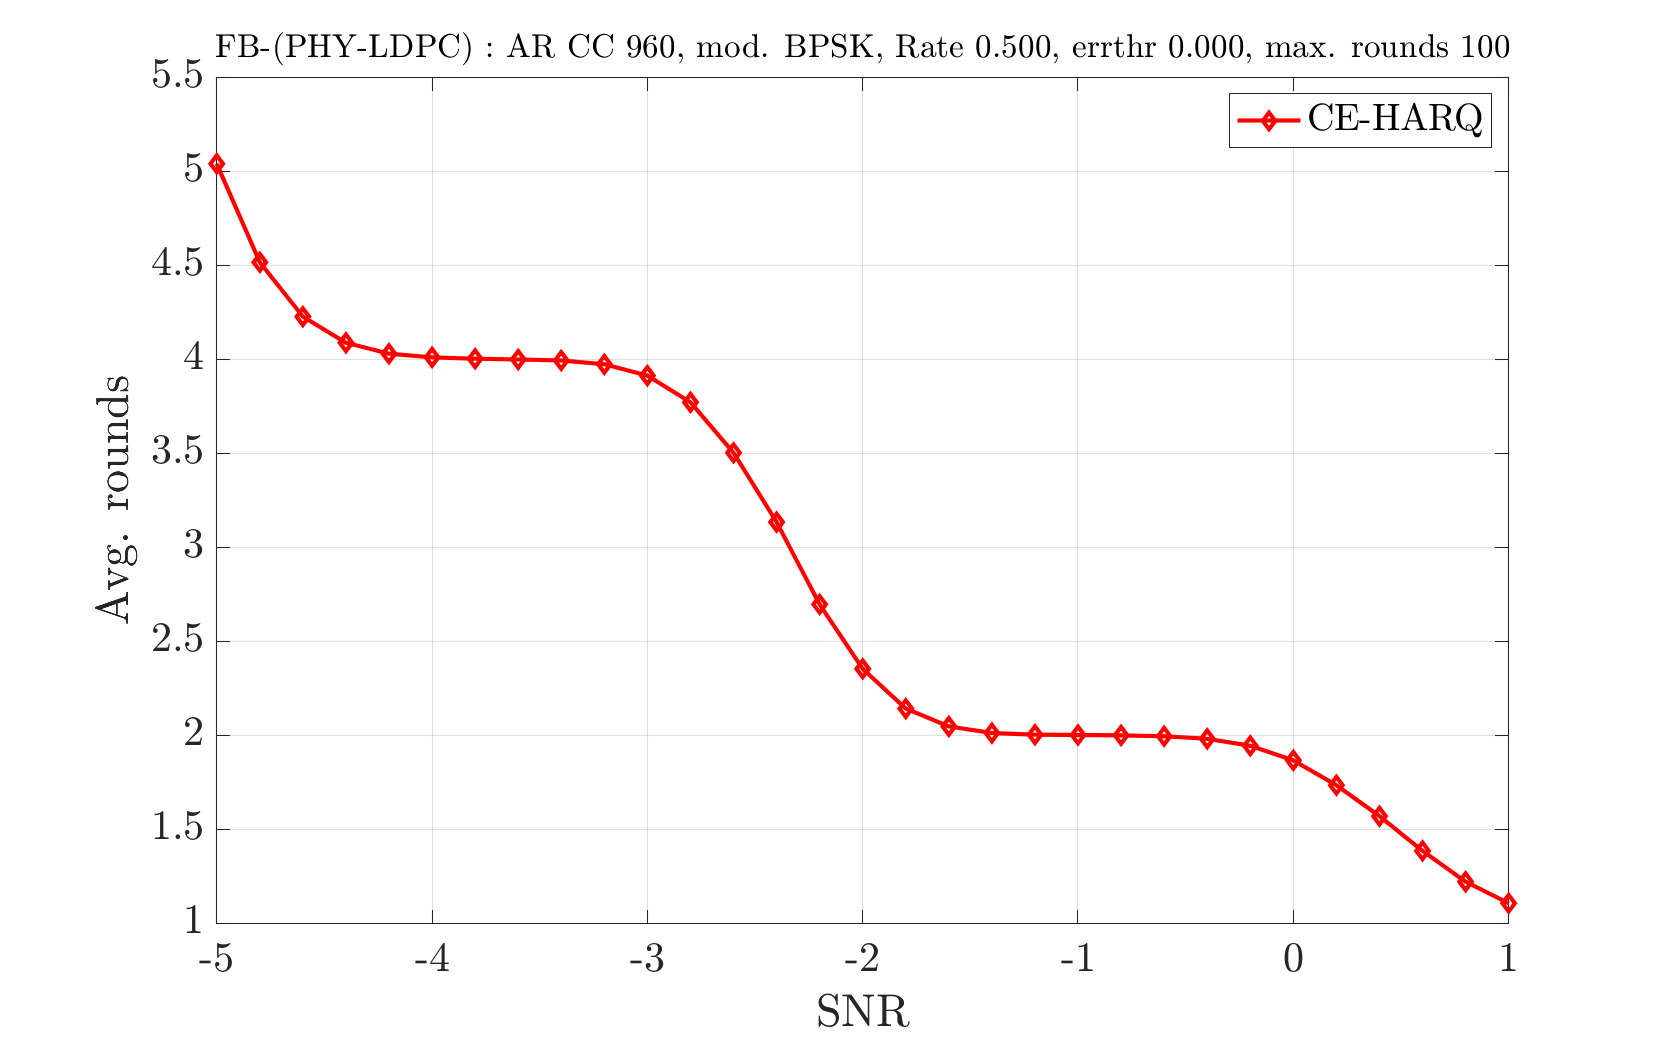 FB-(PHY-LDPC) : AR CC 960, mod. BPSK, Rate 0.500, errthr 0.000, max. rounds 100
CE-HARQ
5.5
5
4.5
4
3.5
3
2.5
2
1.5
1
Avg. rounds
-5 -4 -3 -2 -1 0 1
SNR